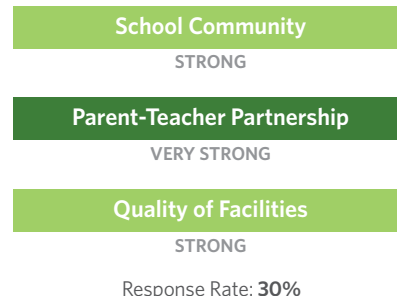 School Community
STRONG
Parent-Teacher Partnership
VERY STRONG
Quality of Facilities
STRONG
Response Rate: 30%